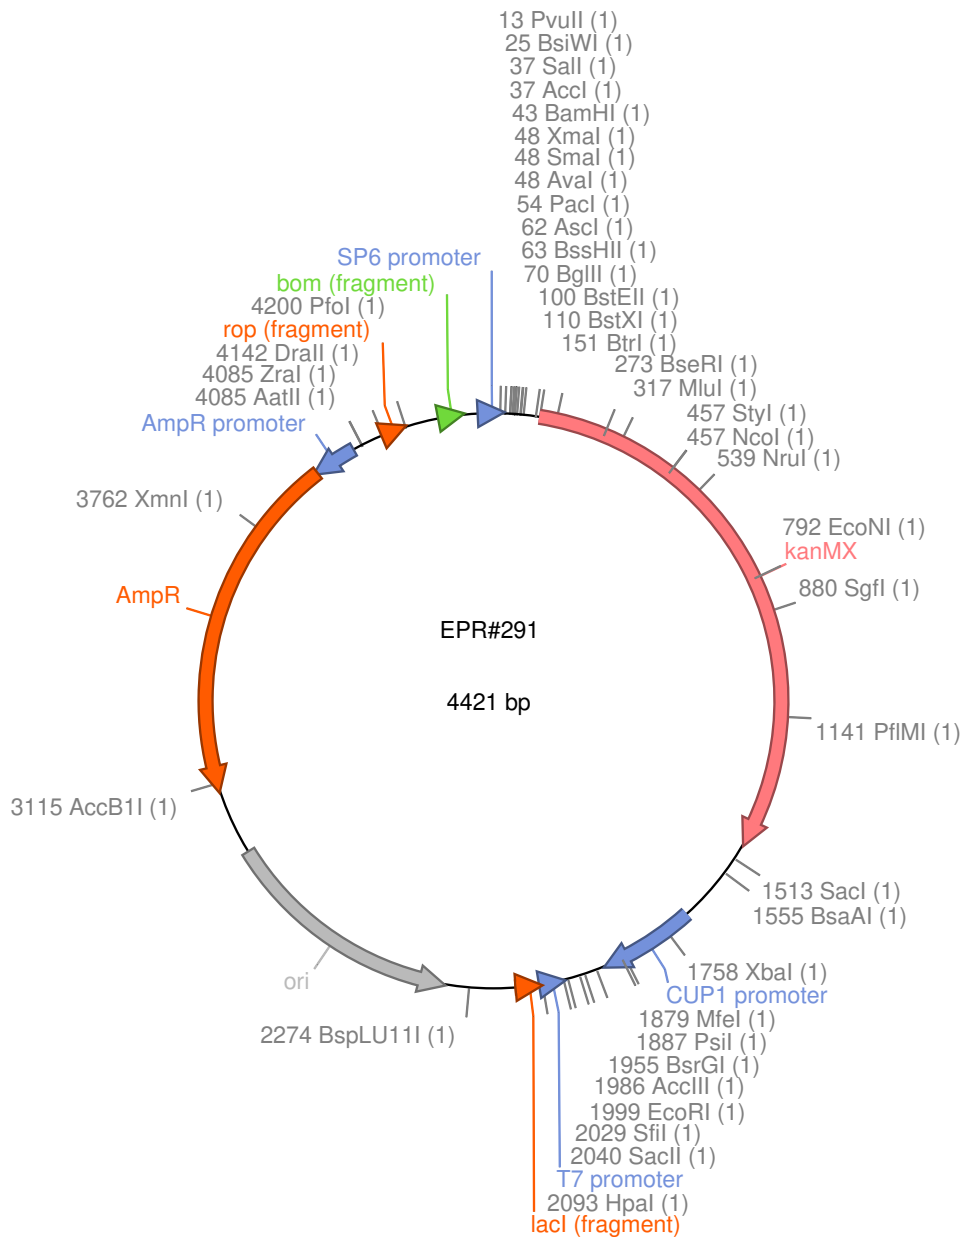 13 PvuII (1)
25 BsiWI (1)
37 SalI (1)
37 AccI (1)
43 BamHI (1)
48 XmaI (1)
48 SmaI (1)
48 AvaI (1)
54 PacI (1)
62 AscI (1)
63 BssHII (1)
70 BglII (1)
100 BstEII (1)
110 BstXI (1)
151 BtrI (1)
273 BseRI (1)
317 MluI (1)
457 StyI (1)
457 NcoI (1)
539 NruI (1)
792 EcoNI (1)
kanMX
880 SgfI (1)
1141 PflMI (1)
1513 SacI (1)
1555 BsaAI (1)
1758 XbaI (1)
CUP1 promoter
1879 MfeI (1)
1887 PsiI (1)
1955 BsrGI (1)
1986 AccIII (1)
1999 EcoRI (1)
2029 SfiI (1)
2040 SacII (1)
T7 promoter
2093 HpaI (1)
lacI (fragment)
2274 BspLU11I (1)
ori
3115 AccB1I (1)
AmpR
3762 XmnI (1)
AmpR promoter
4085 AatII (1)
4085 ZraI (1)
4142 DraII (1)
rop (fragment)
4200 PfoI (1)
bom (fragment)
SP6 promoter
EPR#291
4421 bp